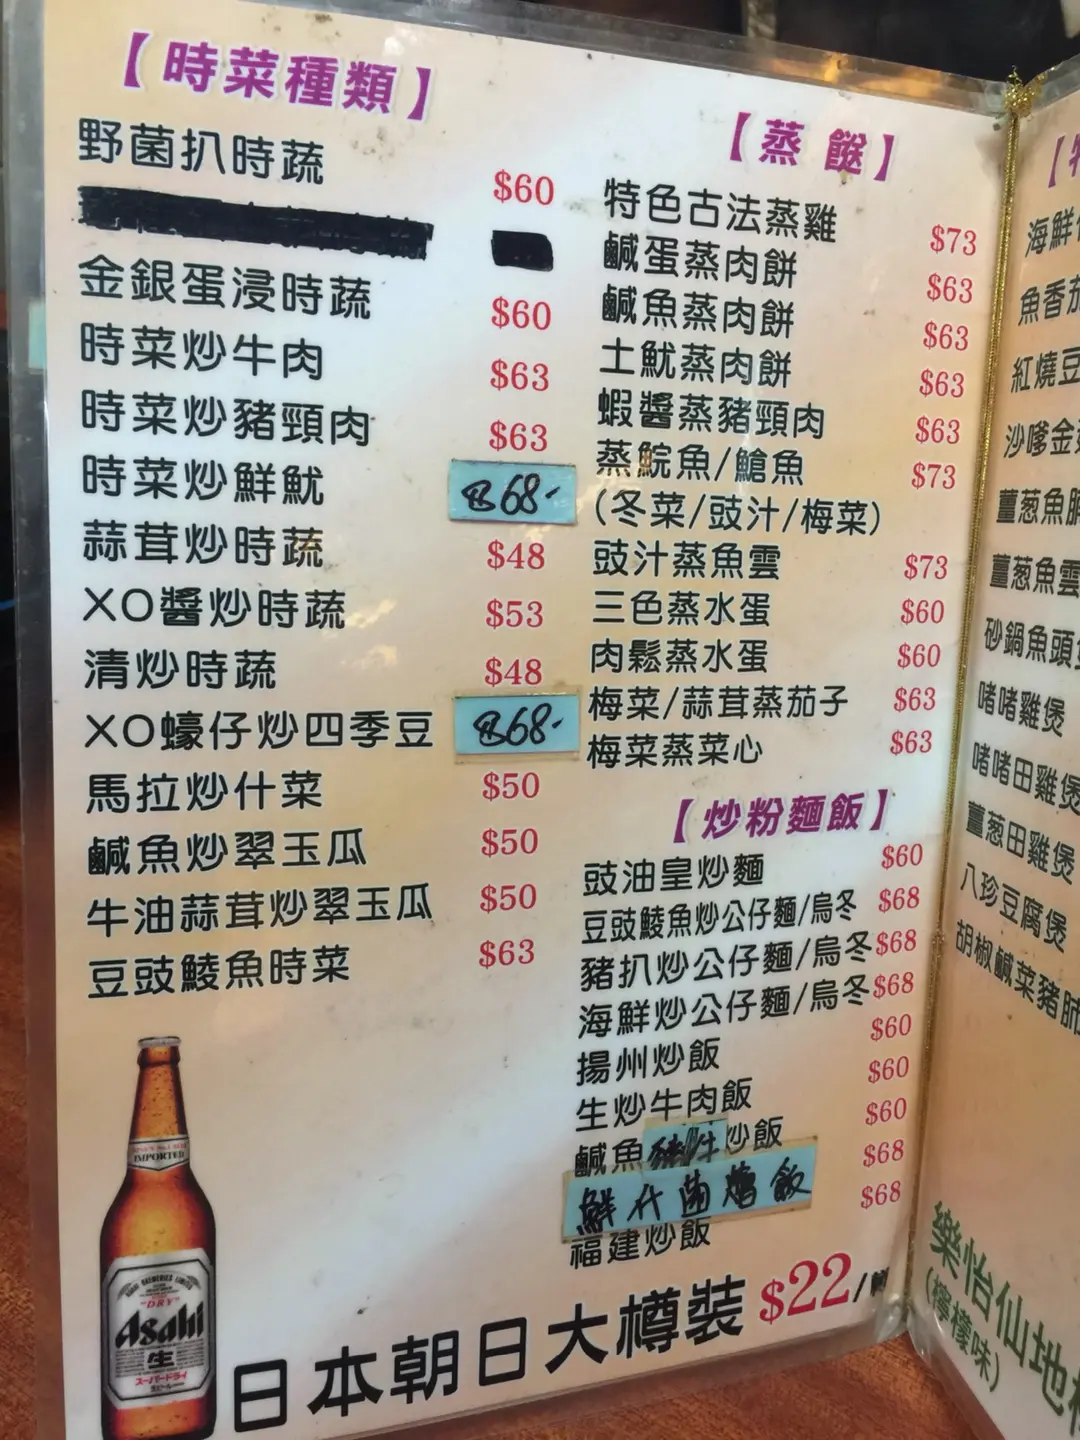 【時菜種類】
野菌扒時蔬 $60
金銀蛋浸時蔬 $60
時菜炒牛肉 $63
時菜炒豬頸肉 $63
時菜炒鮮魷 68-
蒜茸炒時蔬 $48
XO醬炒時蔬 $53
清炒時蔬 $48
XO蠔仔炒四季豆 68-
馬拉炒什菜 $50
鹹魚炒翠玉瓜 $50
牛油蒜茸炒翠玉瓜 $50
豆豉鯪魚時菜 $63
【蒸餸】
特色古法蒸雞 $73
鹹蛋蒸肉餅 $63
鹹魚蒸肉餅 $63
土魷蒸肉餅 $63
蝦醬蒸豬頸肉 $63
蒸鯇魚/鱠魚 $73
(冬菜/豉汁/梅菜)
豉汁蒸魚雲 $73
三色蒸水蛋 $60
肉鬆蒸水蛋 $60
梅菜/蒜茸蒸茄子 $63
梅菜蒸菜心 $63
【炒粉麵飯】
豉油皇炒麵 $60
豆豉鯪魚炒公仔麵/烏冬 $68
豬扒炒公仔麵/烏冬 $68
海鮮炒公仔麵/烏冬 $68
揚州炒飯 $60
生炒牛肉飯 $60
鹹魚 炒飯 $60
鮮什菌燴飯 $68
福建炒飯 $68
日本朝日大樽裝 $22/
IMPORTED
ASAHI BREWERIES LIMITED
"DRY"
Asahi
生
スーパードライ
海鮮
魚香茄
紅燒豆
沙嗲金
薑葱魚
薑葱魚雲
砂鍋魚頭
啫啫雞煲
啫啫田雞煲
薑葱田雞煲
八珍豆腐煲
胡椒鹹菜豬肺
樂怡仙地
(檸檬味)